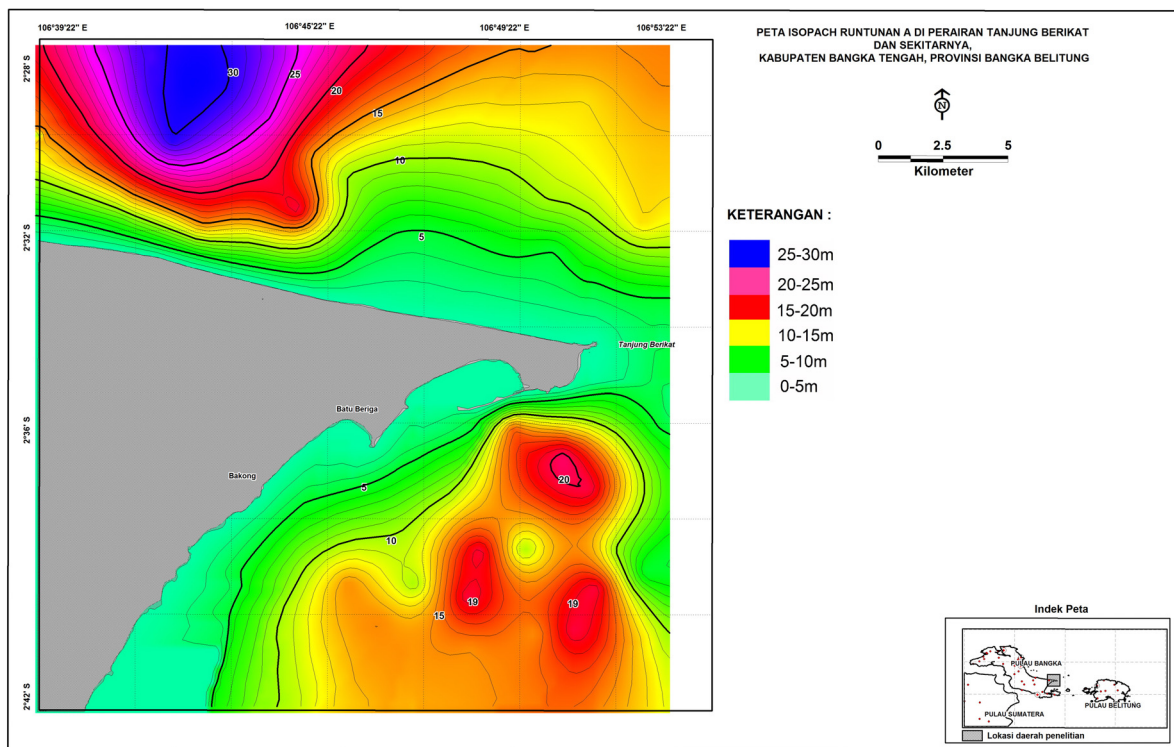 106°39'22" E
106°45'22" E
106°49'22" E
106°53'22" E
2°28' S
2°32' S
2°36' S
2°42' S
30
25
20
15
10
5
Tanjung Berikat
Batu Beriga
Bakong
5
10
20
19
19
15
PETA ISOPACH RUNTUNAN A DI PERAIRAN TANJUNG BERIKAT
DAN SEKITARNYA,
KABUPATEN BANGKA TENGAH, PROVINSI BANGKA BELITUNG
N
0 2.5 5
Kilometer
KETERANGAN :
25-30m
20-25m
15-20m
10-15m
5-10m
0-5m
Indek Peta
PULAU BANGKA
PULAU BELITUNG
PULAU SUMATERA
Lokasi daerah penelitian